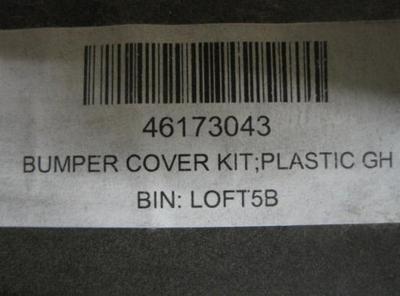 46173043
BUMPER COVER KIT;PLASTIC GH
BIN: LOFT5B